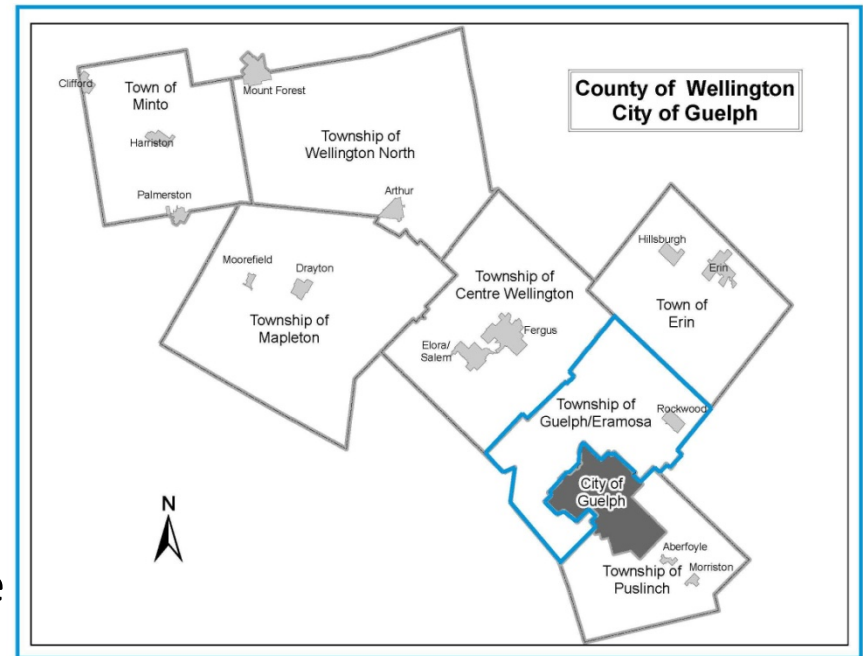 County of Wellington
City of Guelph
Clifford
Town of
Minto
Mount Forest
Harriston
Township of
Wellington North
Palmerston
Arthur
Moorefield
Drayton
Township of
Mapleton
Township of
Centre Wellington
Elora/
Salem
Fergus
Hillsburgh
Erin
Town of
Erin
Township of
Guelph/Eramosa
Rockwood
City of
Guelph
Aberfoyle
Morriston
Township of
Puslinch
N
e